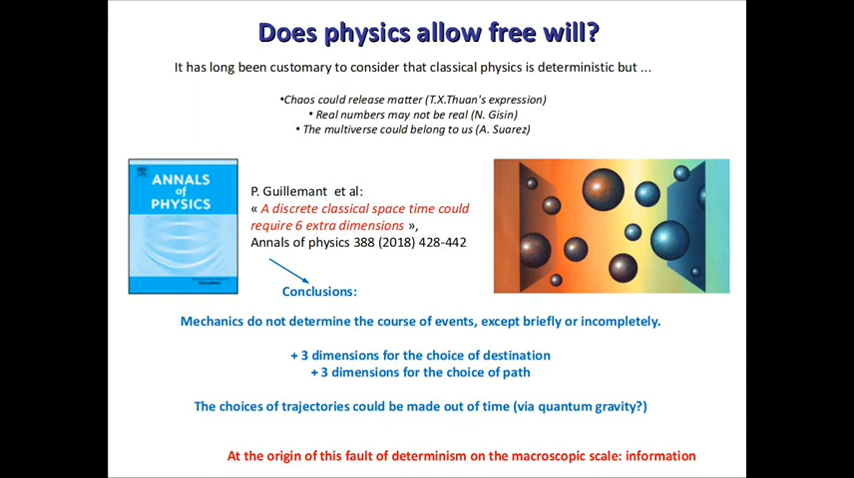 Does physics allow free will?
It has long been customary to consider that classical physics is deterministic but ...
•Chaos could release matter (T.X.Thuan's expression)
• Real numbers may not be real (N. Gisin)
• The multiverse could belong to us (A. Suarez)
ANNALS
of
PHYSICS
P. Guillemant et al:
« A discrete classical space time could
require 6 extra dimensions »,
Annals of physics 388 (2018) 428-442
Conclusions:
Mechanics do not determine the course of events, except briefly or incompletely.
+ 3 dimensions for the choice of destination
+ 3 dimensions for the choice of path
The choices of trajectories could be made out of time (via quantum gravity?)
At the origin of this fault of determinism on the macroscopic scale: information